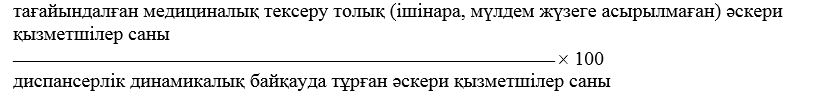 тағайындалған медициналық тексеру толық (ішінара, мүлдем жүзеге асырылмаған) әскери
қызметшілер саны
× 100
диспансерлік динамикалық байқауда тұрған әскери қызметшілер саны